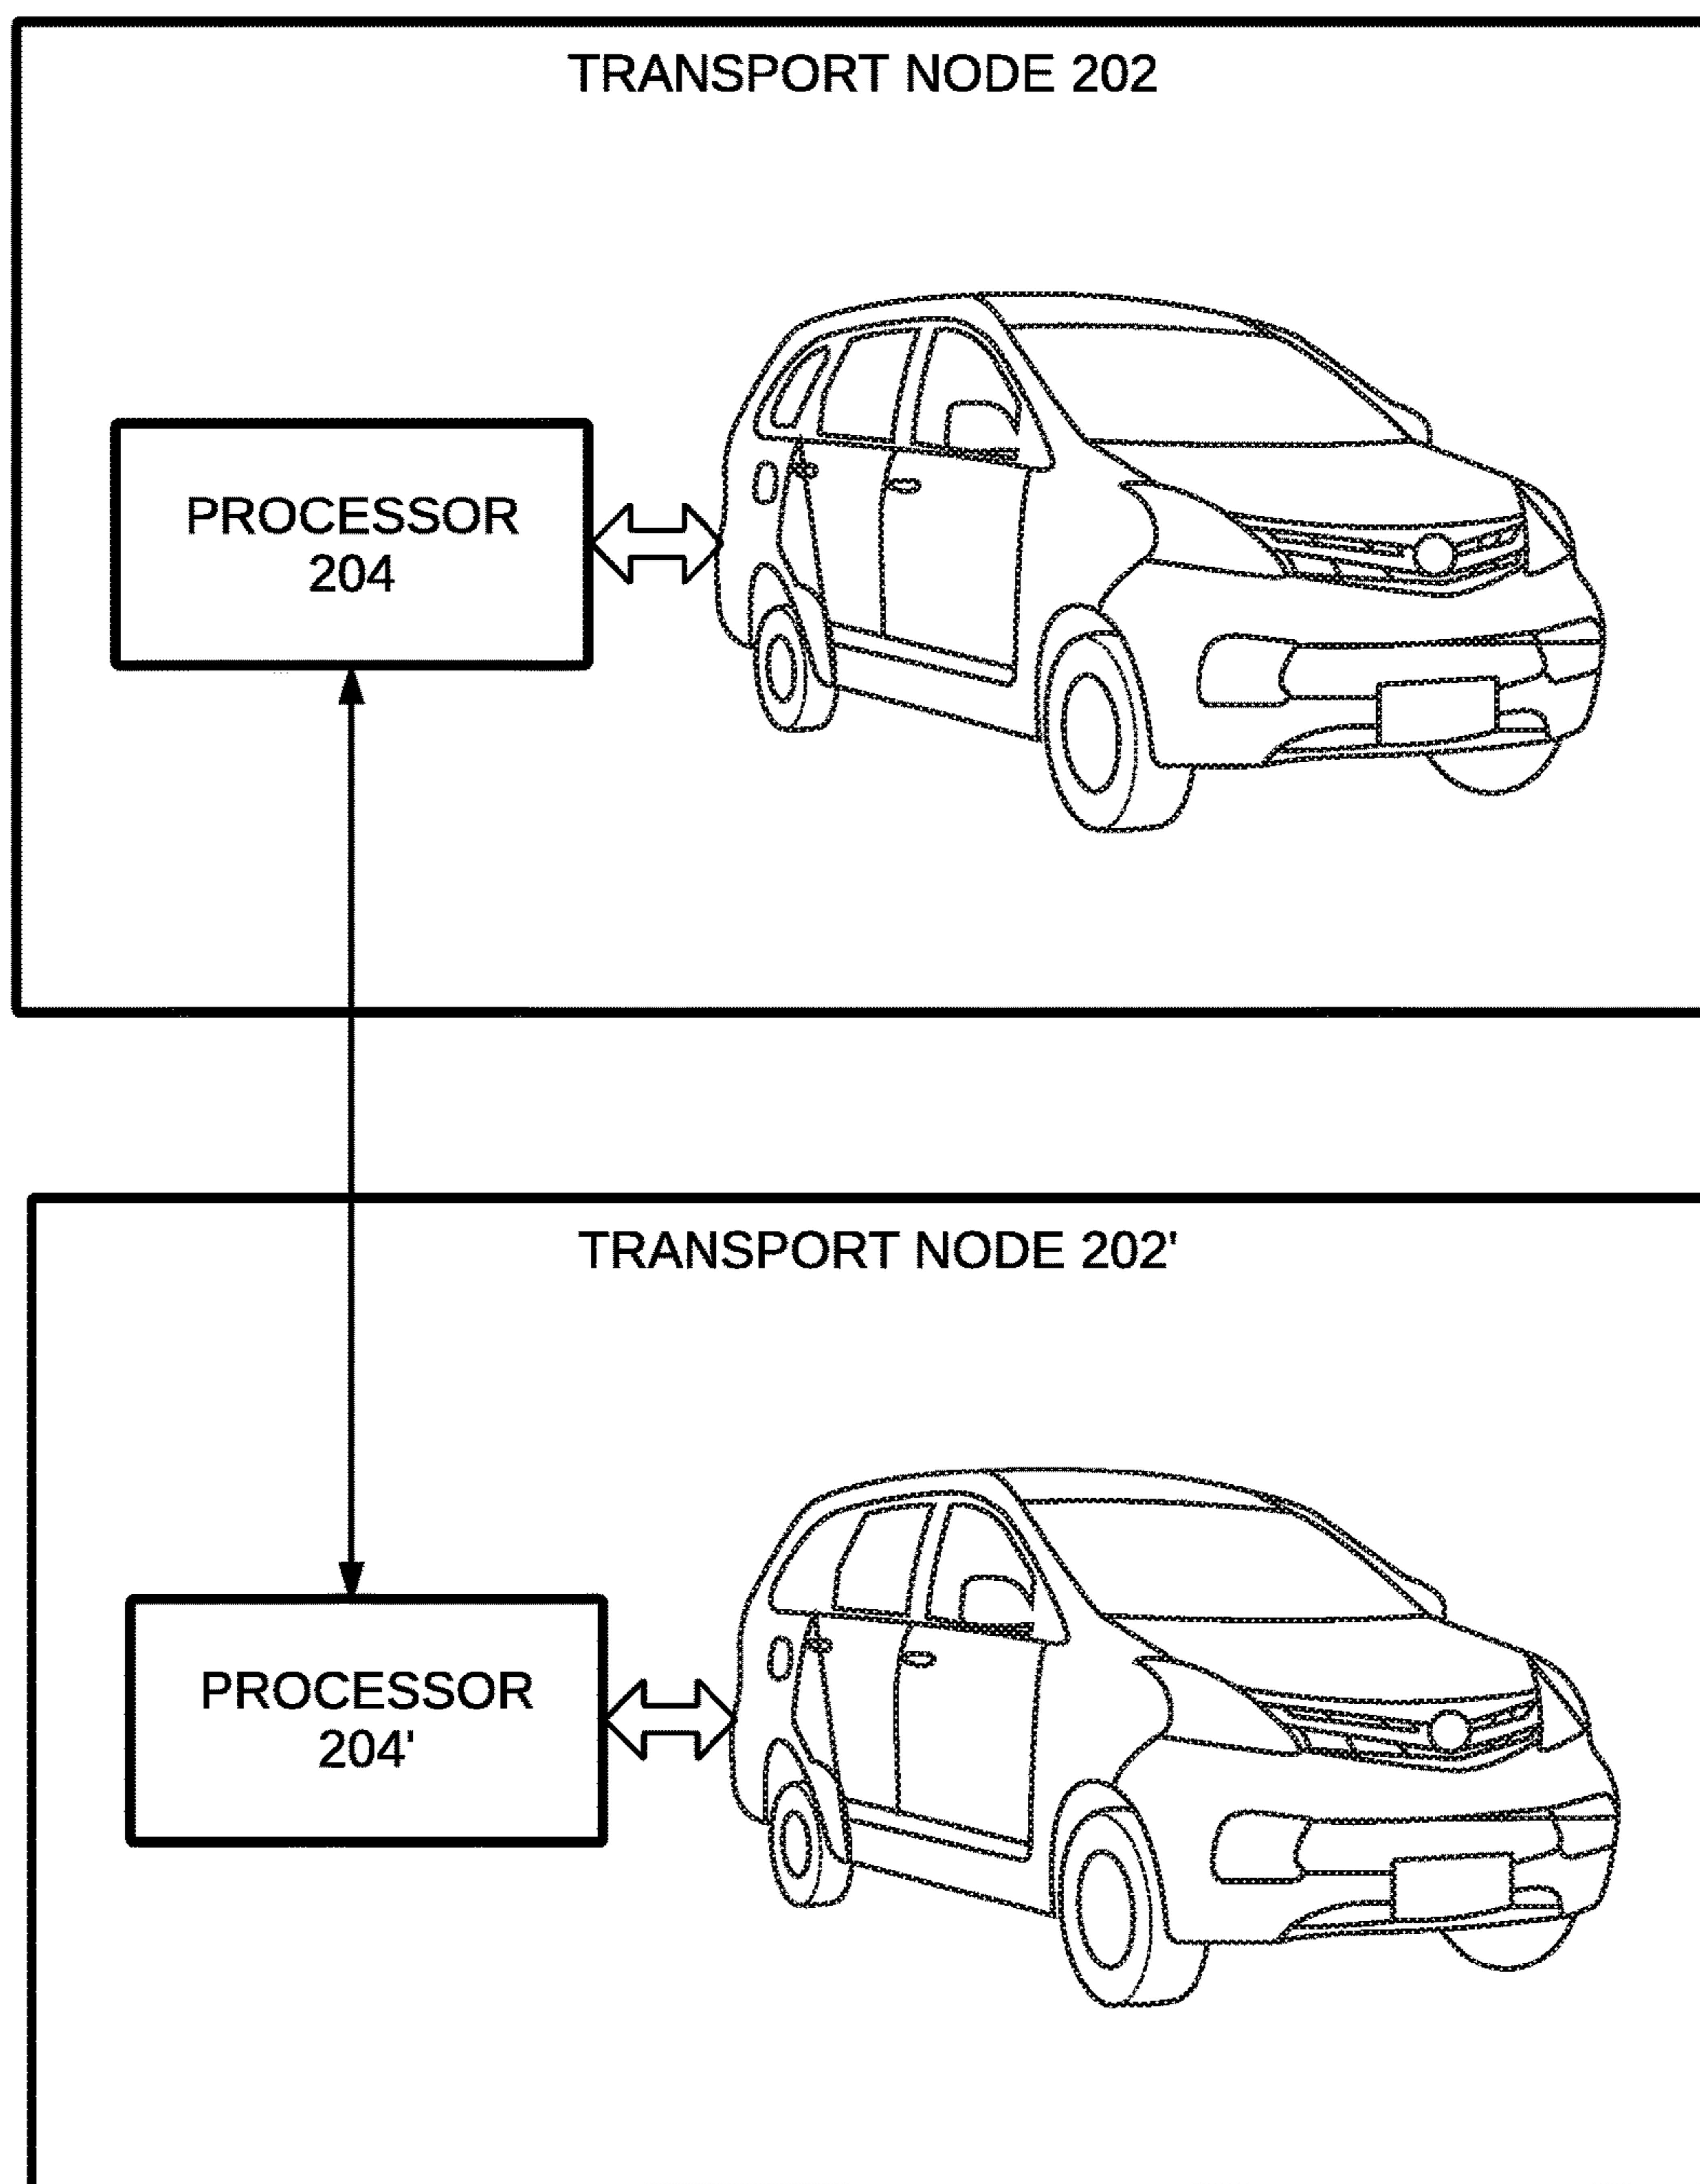 TRANSPORT NODE 202
PROCESSOR
204
TRANSPORT NODE 202'
PROCESSOR
204'